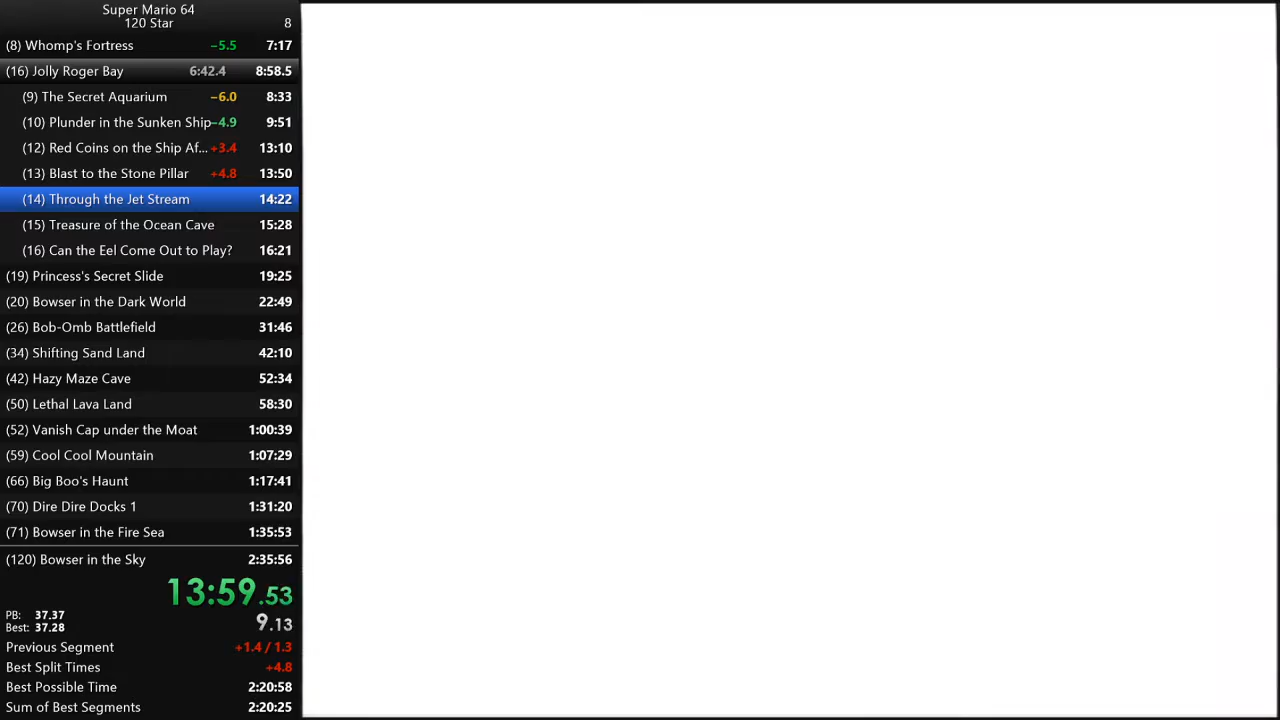 Super Mario 64
120 Star 8
(8) Whomp's Fortress −5.5 7:17
(16) Jolly Roger Bay 6:42.4 8:58.5
(9) The Secret Aquarium −6.0 8:33
(10) Plunder in the Sunken Ship −4.9 9:51
(12) Red Coins on the Ship Af... +3.4 13:10
(13) Blast to the Stone Pillar +4.8 13:50
(14) Through the Jet Stream 14:22
(15) Treasure of the Ocean Cave 15:28
(16) Can the Eel Come Out to Play? 16:21
(19) Princess's Secret Slide 19:25
(20) Bowser in the Dark World 22:49
(26) Bob-Omb Battlefield 31:46
(34) Shifting Sand Land 42:10
(42) Hazy Maze Cave 52:34
(50) Lethal Lava Land 58:30
(52) Vanish Cap under the Moat 1:00:39
(59) Cool Cool Mountain 1:07:29
(66) Big Boo's Haunt 1:17:41
(70) Dire Dire Docks 1 1:31:20
(71) Bowser in the Fire Sea 1:35:53
(120) Bowser in the Sky 2:35:56
13:59.53
PB: 37.37
Best: 37.28 9.13
Previous Segment +1.4 / 1.3
Best Split Times +4.8
Best Possible Time 2:20:58
Sum of Best Segments 2:20:25